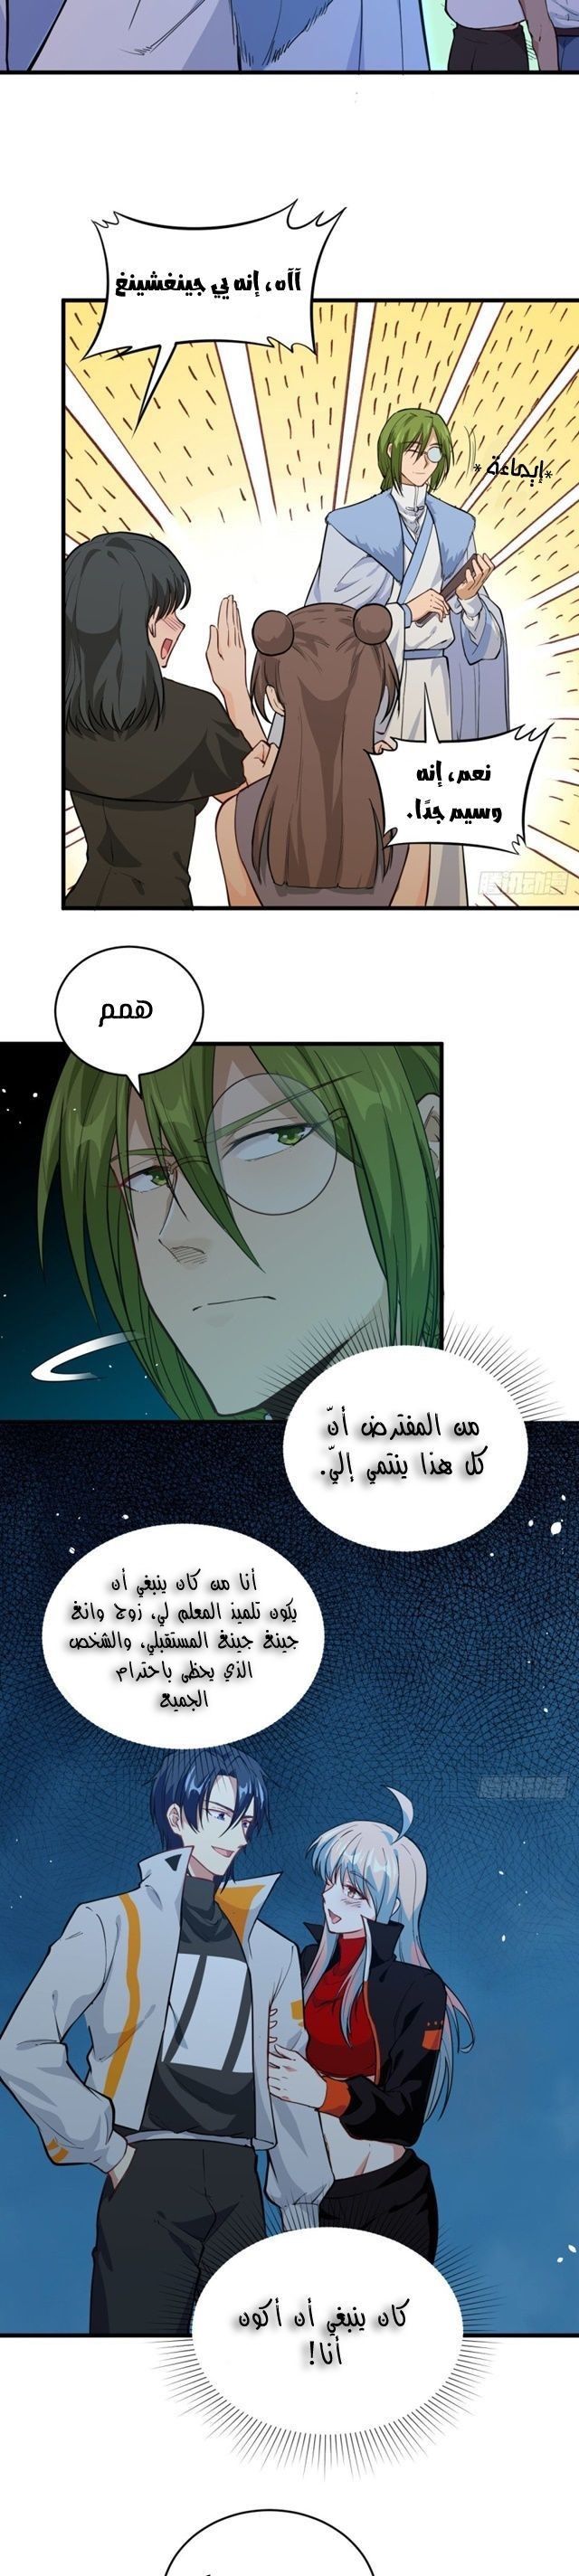 آآه، إنه يي جينغشينغ
*إيماءة*
نعم، إنه
وسيم جدًا.
همم
من المفترض أنّ
كل هذا ينتمي إليّ.
أنا من كان ينبغي أن
يكون تلميذ المعلم لي، زوج وانغ
جينغ جينغ المستقبلي، والشخص
الذي يحظى باحترام
الجميع
كان ينبغي أن أكون
أنا!